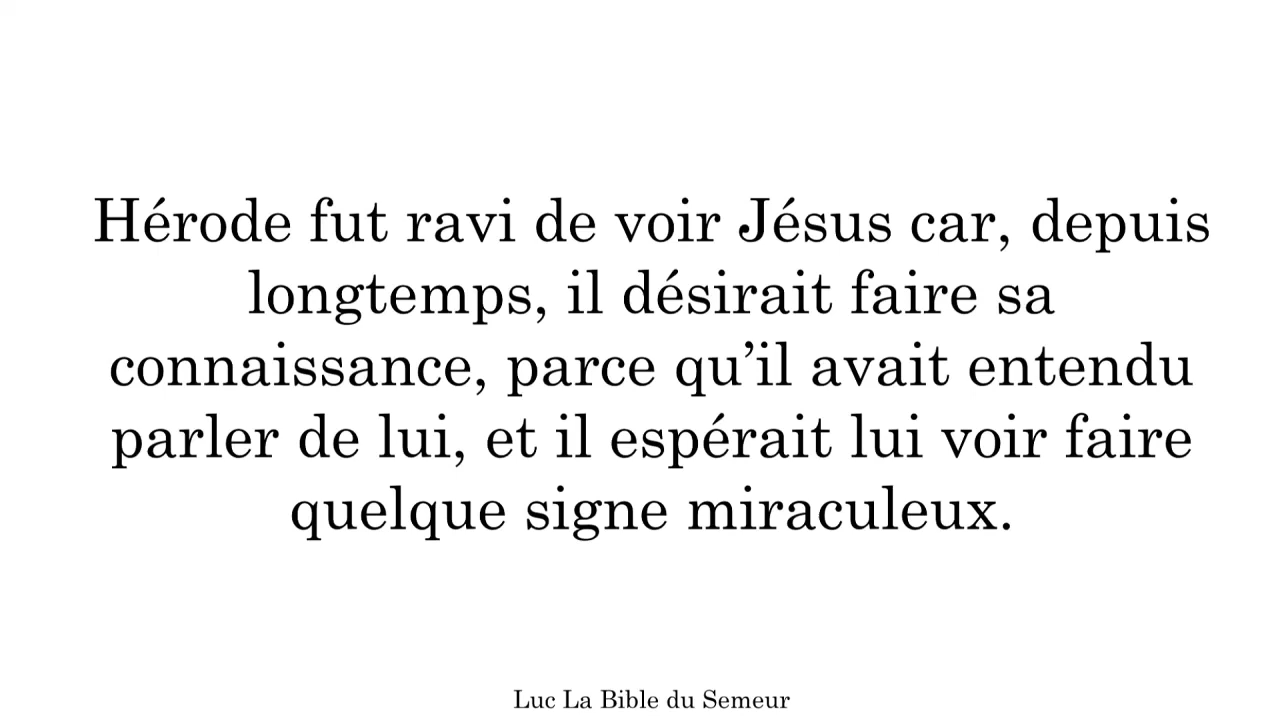 Hérode fut ravi de voir Jésus car, depuis
longtemps, il désirait faire sa
connaissance, parce qu’il avait entendu
parler de lui, et il espérait lui voir faire
quelque signe miraculeux.
Luc La Bible du Semeur